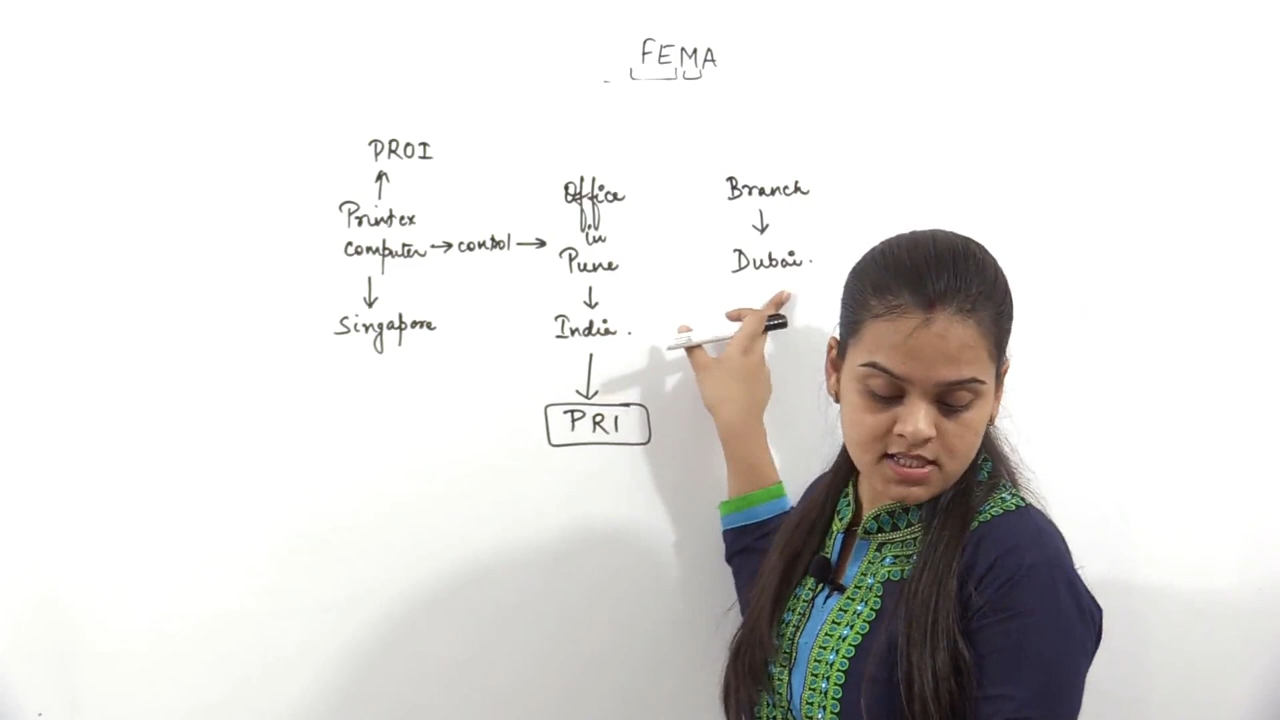 FEMA
PROI
Printex
computer → control →
Singapore
Office
in
Pune
India.
PRI
Branch
Dubai.